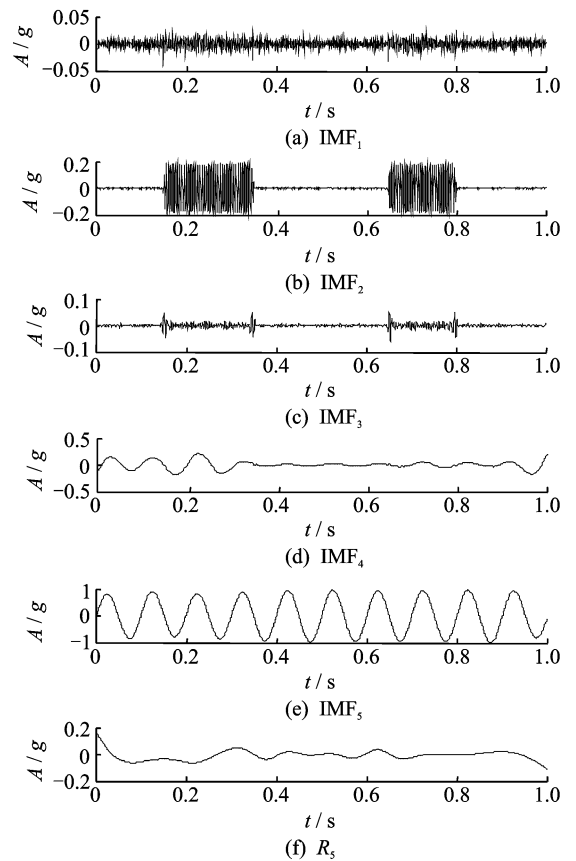 0.05
0
−0.05
A / g
0 0.2 0.4 0.6 0.8 1.0
t / s
(a) IMF₁
0.2
0
−0.2
A / g
0 0.2 0.4 0.6 0.8 1.0
t / s
(b) IMF₂
0.1
0
−0.1
A / g
0 0.2 0.4 0.6 0.8 1.0
t / s
(c) IMF₃
0.5
0
−0.5
A / g
0 0.2 0.4 0.6 0.8 1.0
t / s
(d) IMF₄
1
0
−1
A / g
0 0.2 0.4 0.6 0.8 1.0
t / s
(e) IMF₅
0.2
0
−0.2
A / g
0 0.2 0.4 0.6 0.8 1.0
t / s
(f) R₅